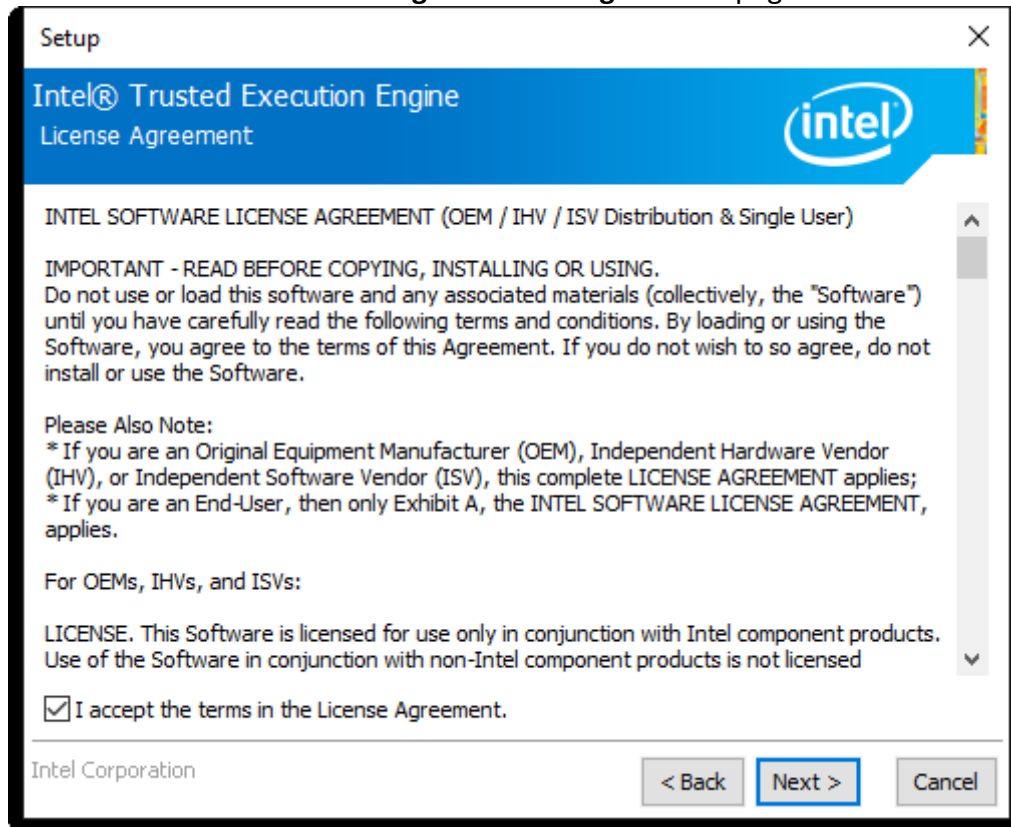 Setup
Intel® Trusted Execution Engine
License Agreement
intel
INTEL SOFTWARE LICENSE AGREEMENT (OEM / IHV / ISV Distribution & Single User)
IMPORTANT - READ BEFORE COPYING, INSTALLING OR USING.
Do not use or load this software and any associated materials (collectively, the "Software")
until you have carefully read the following terms and conditions. By loading or using the
Software, you agree to the terms of this Agreement. If you do not wish to so agree, do not
install or use the Software.
Please Also Note:
* If you are an Original Equipment Manufacturer (OEM), Independent Hardware Vendor
(IHV), or Independent Software Vendor (ISV), this complete LICENSE AGREEMENT applies;
* If you are an End-User, then only Exhibit A, the INTEL SOFTWARE LICENSE AGREEMENT,
applies.
For OEMs, IHVs, and ISVs:
LICENSE. This Software is licensed for use only in conjunction with Intel component products.
Use of the Software in conjunction with non-Intel component products is not licensed
I accept the terms in the License Agreement.
Intel Corporation
< Back Next > Cancel